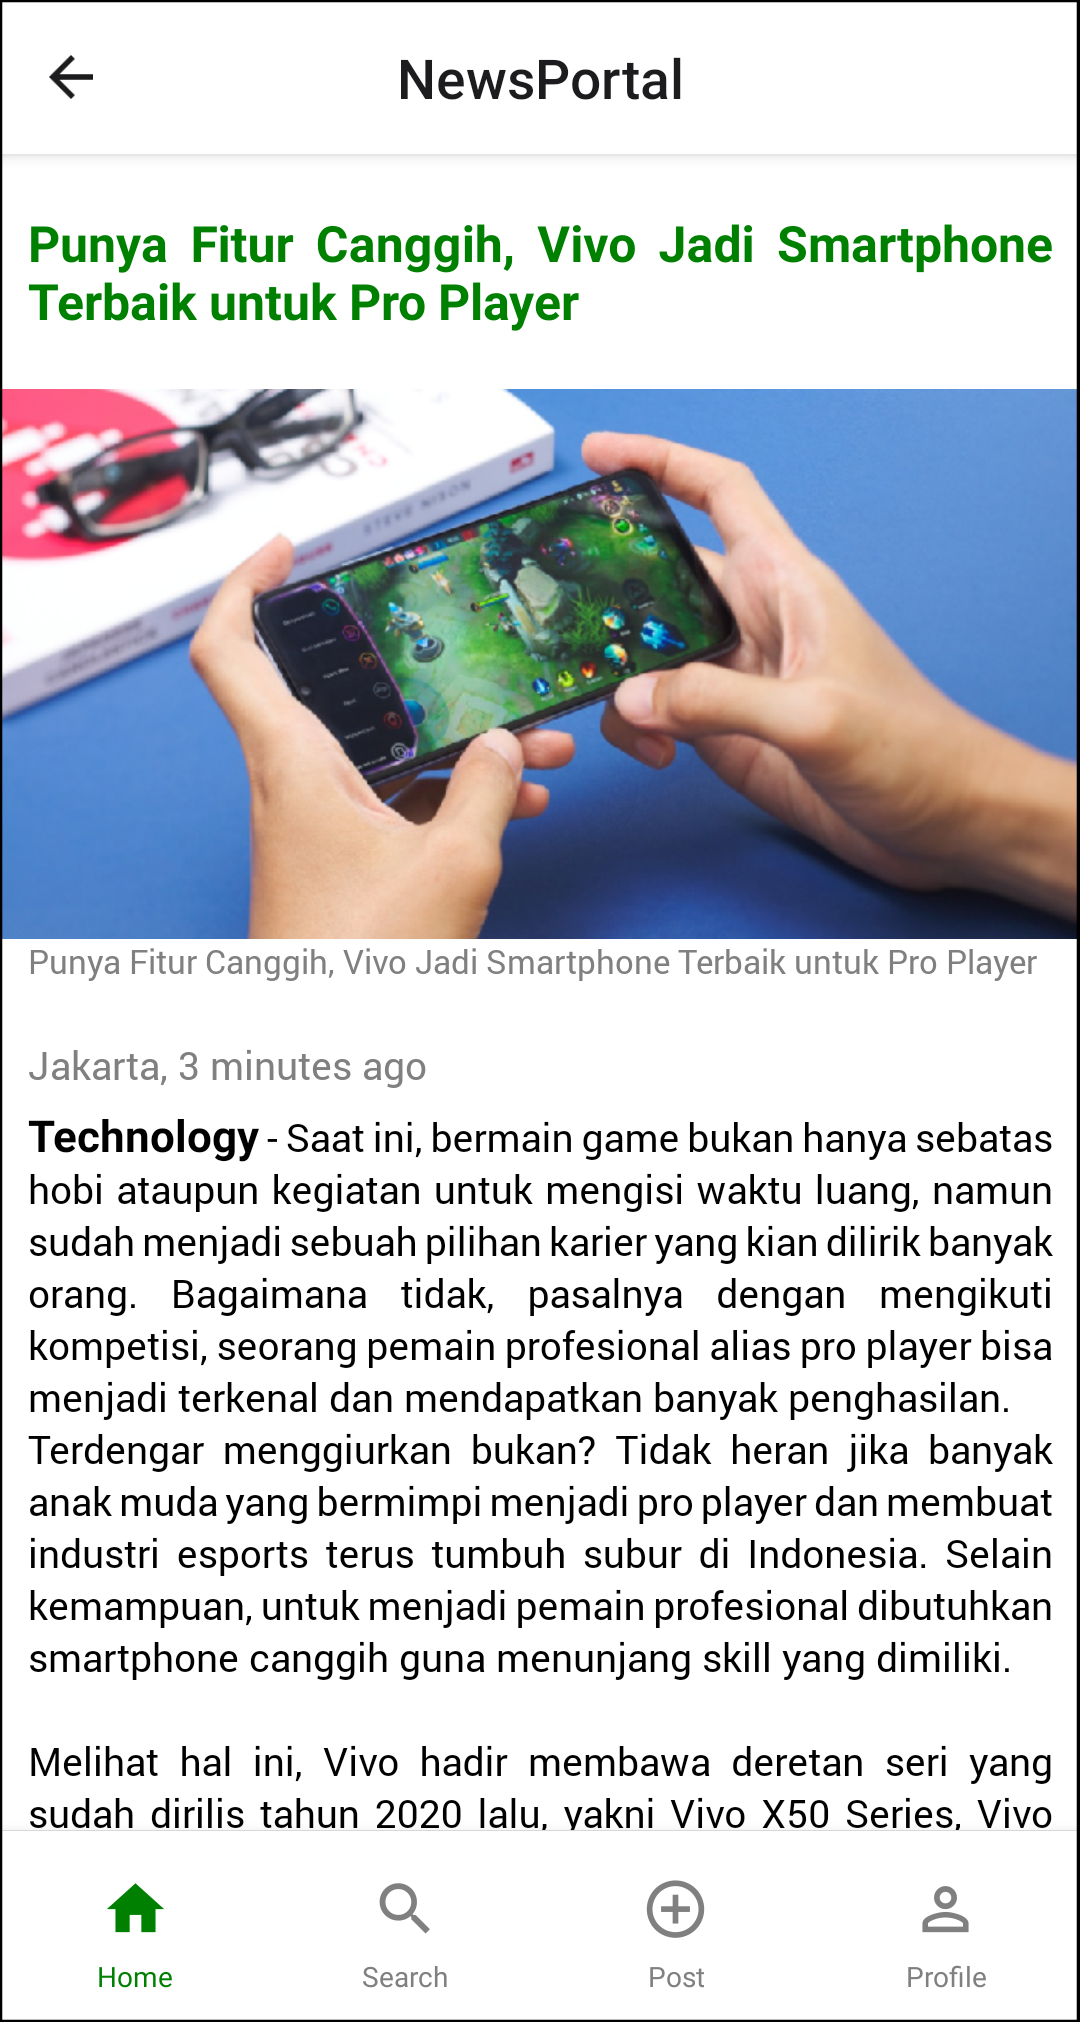 NewsPortal
Punya Fitur Canggih, Vivo Jadi Smartphone
Terbaik untuk Pro Player
STEVE NISON
Punya Fitur Canggih, Vivo Jadi Smartphone Terbaik untuk Pro Player
Jakarta, 3 minutes ago
Technology - Saat ini, bermain game bukan hanya sebatas
hobi ataupun kegiatan untuk mengisi waktu luang, namun
sudah menjadi sebuah pilihan karier yang kian dilirik banyak
orang. Bagaimana tidak, pasalnya dengan mengikuti
kompetisi, seorang pemain profesional alias pro player bisa
menjadi terkenal dan mendapatkan banyak penghasilan.
Terdengar menggiurkan bukan? Tidak heran jika banyak
anak muda yang bermimpi menjadi pro player dan membuat
industri esports terus tumbuh subur di Indonesia. Selain
kemampuan, untuk menjadi pemain profesional dibutuhkan
smartphone canggih guna menunjang skill yang dimiliki.
Melihat hal ini, Vivo hadir membawa deretan seri yang
sudah dirilis tahun 2020 lalu, yakni Vivo X50 Series, Vivo
Home
Search
Post
Profile